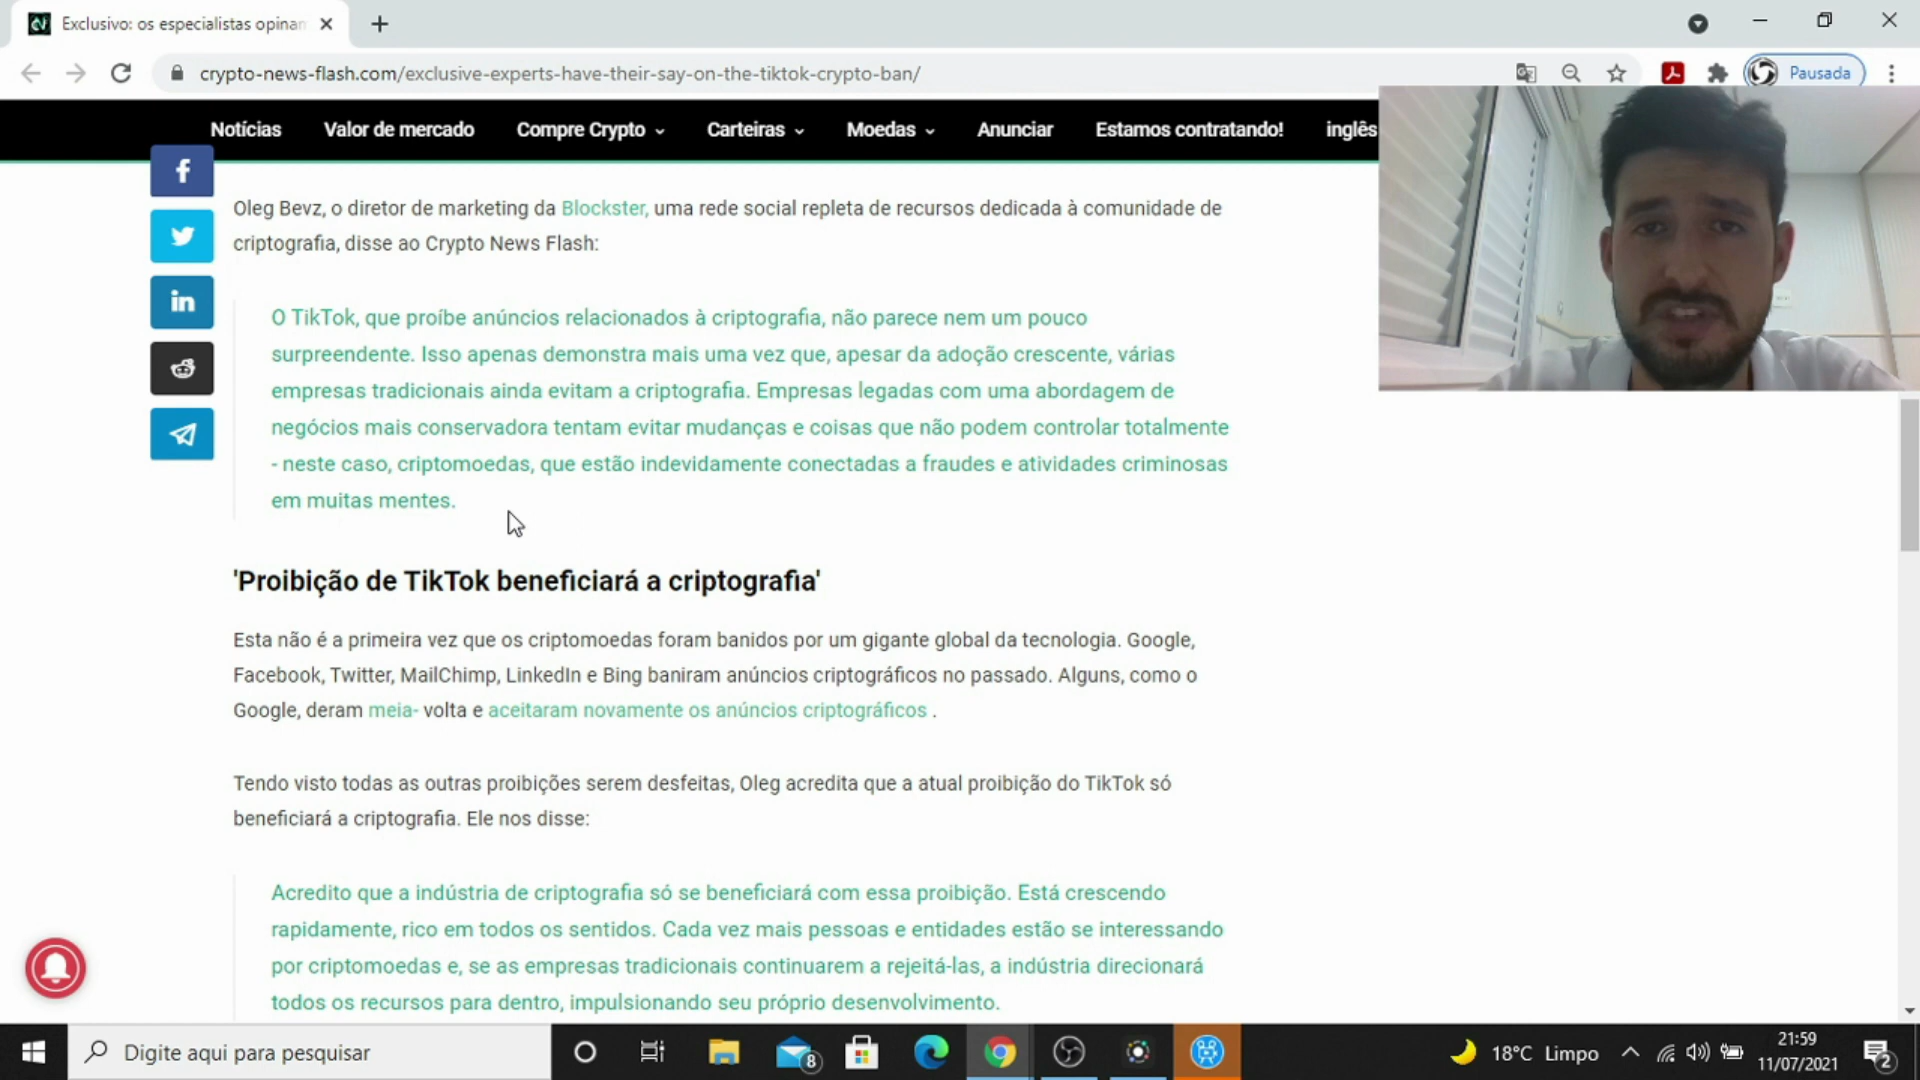 Exclusivo: os especialistas opinam
crypto-news-flash.com/exclusive-experts-have-their-say-on-the-tiktok-crypto-ban/
Pausada
Notícias Valor de mercado Compre Crypto Carteiras Moedas Anunciar Estamos contratando! inglês
Oleg Bevz, o diretor de marketing da Blockster, uma rede social repleta de recursos dedicada à comunidade de
criptografia, disse ao Crypto News Flash:
O TikTok, que proíbe anúncios relacionados à criptografia, não parece nem um pouco
surpreendente. Isso apenas demonstra mais uma vez que, apesar da adoção crescente, várias
empresas tradicionais ainda evitam a criptografia. Empresas legadas com uma abordagem de
negócios mais conservadora tentam evitar mudanças e coisas que não podem controlar totalmente
- neste caso, criptomoedas, que estão indevidamente conectadas a fraudes e atividades criminosas
em muitas mentes.
'Proibição de TikTok beneficiará a criptografia'
Esta não é a primeira vez que os criptomoedas foram banidos por um gigante global da tecnologia. Google,
Facebook, Twitter, MailChimp, LinkedIn e Bing baniram anúncios criptográficos no passado. Alguns, como o
Google, deram meia- volta e aceitaram novamente os anúncios criptográficos .
Tendo visto todas as outras proibições serem desfeitas, Oleg acredita que a atual proibição do TikTok só
beneficiará a criptografia. Ele nos disse:
Acredito que a indústria de criptografia só se beneficiará com essa proibição. Está crescendo
rapidamente, rico em todos os sentidos. Cada vez mais pessoas e entidades estão se interessando
por criptomoedas e, se as empresas tradicionais continuarem a rejeitá-las, a indústria direcionará
todos os recursos para dentro, impulsionando seu próprio desenvolvimento.
Digite aqui para pesquisar
8
18°C Limpo
21:59
11/07/2021
2